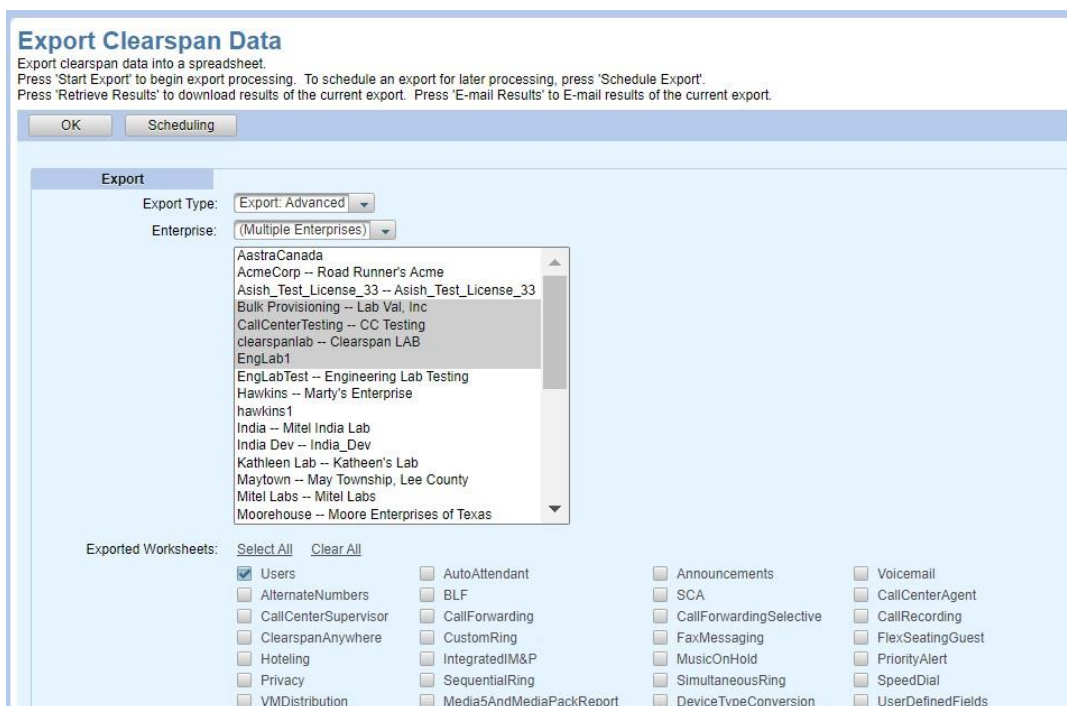 Export Clearspan Data
Export clearspan data into a spreadsheet.
Press 'Start Export' to begin export processing. To schedule an export for later processing, press 'Schedule Export'.
Press 'Retrieve Results' to download results of the current export. Press 'E-mail Results' to E-mail results of the current export.
OK Scheduling
Export
Export Type: Export: Advanced
Enterprise: (Multiple Enterprises)
AastraCanada
AcmeCorp -- Road Runner's Acme
Asish_Test_License_33 -- Asish_Test_License_33
Bulk Provisioning -- Lab Val, Inc
CallCenterTesting -- CC Testing
clearspanlab -- Clearspan LAB
EngLab1
EngLabTest -- Engineering Lab Testing
Hawkins -- Marty's Enterprise
hawkins1
India -- Mitel India Lab
India Dev -- India_Dev
Kathleen Lab -- Katheen's Lab
Maytown -- May Township, Lee County
Mitel Labs -- Mitel Labs
Moorehouse -- Moore Enterprises of Texas
Exported Worksheets: Select All Clear All
Users AutoAttendant Announcements Voicemail
AlternateNumbers BLF SCA CallCenterAgent
CallCenterSupervisor CallForwarding CallForwardingSelective CallRecording
ClearspanAnywhere CustomRing FaxMessaging FlexSeatingGuest
Hoteling IntegratedIM&P MusicOnHold PriorityAlert
Privacy SequentialRing SimultaneousRing SpeedDial
VMDistribution Media5AndMediaPackReport DeviceTypeConversion UserDefinedFields